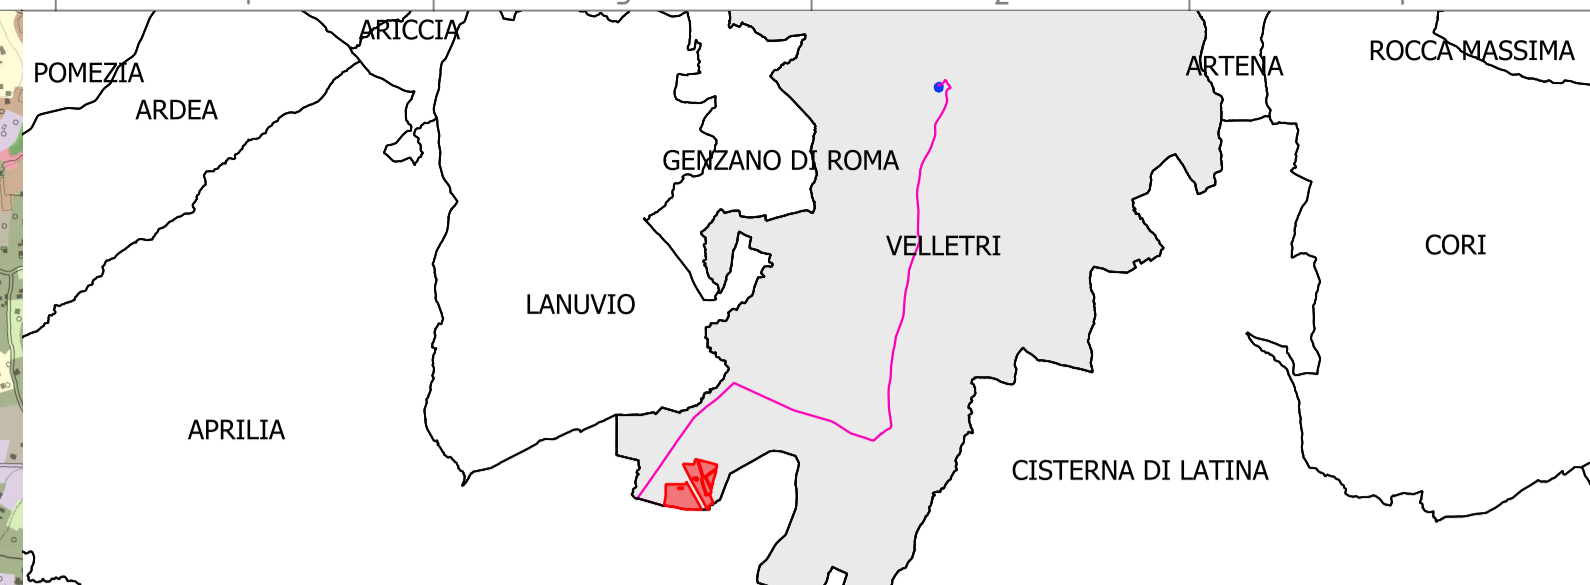 ARICCIA
POMEZIA
ROCCA MASSIMA
ARTENA
ARDEA
GENZANO DI ROMA
VELLETRI
CORI
LANUVIO
APRILIA
CISTERNA DI LATINA